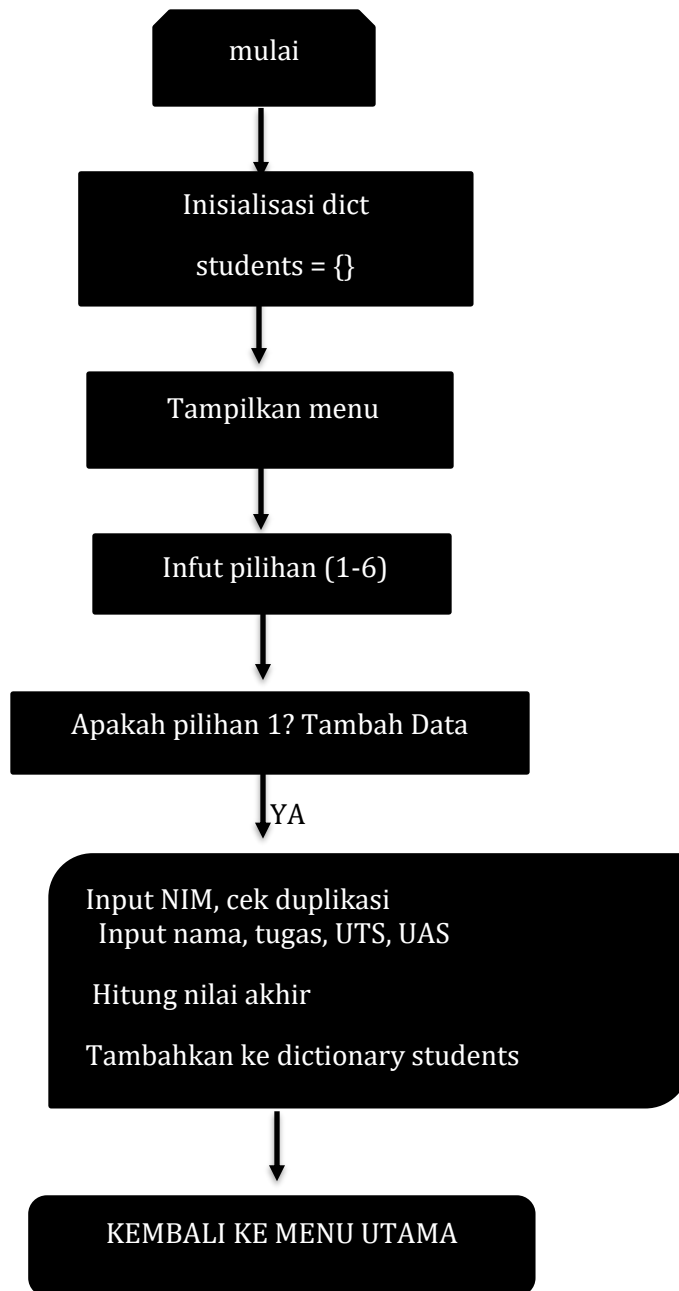 mulai
Inisialisasi dict
students = {}
Tampilkan menu
Infut pilihan (1-6)
Apakah pilihan 1? Tambah Data
YA
Input NIM, cek duplikasi
Input nama, tugas, UTS, UAS
Hitung nilai akhir
Tambahkan ke dictionary students
KEMBALI KE MENU UTAMA